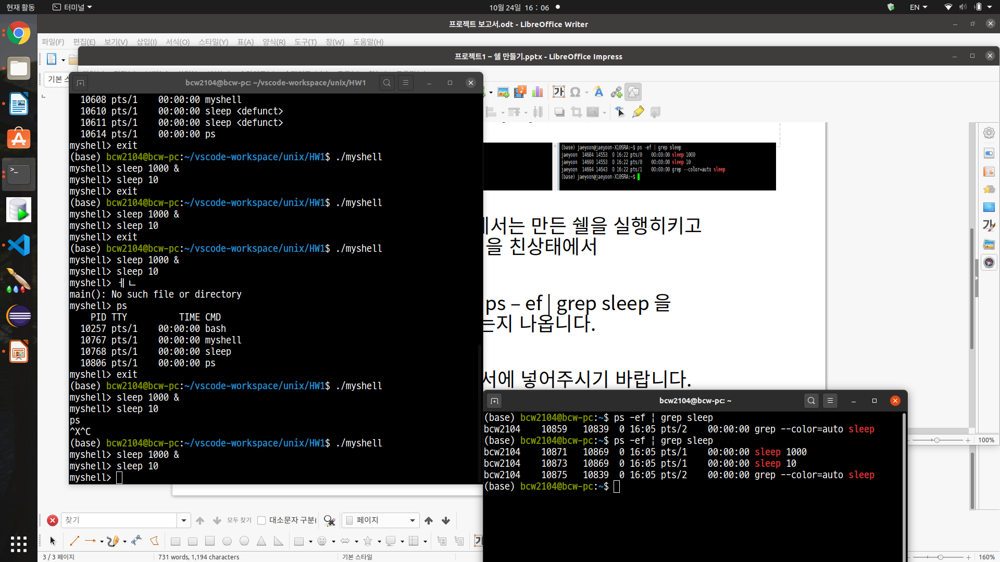 현재 활동
터미널
10월 24일 16 : 06
EN
프로젝트 보고서.odt - LibreOffice Writer
파일(F) 편집(E) 보기(V) 삽입(I) 서식(O) 스타일(Y) 표(A) 양식(R) 도구(T) 창(W) 도움말(H)
프로젝트1 – 쉘 만들기.pptx - LibreOffice Impress
기본 스
bcw2104@bcw-pc: ~/vscode-workspace/unix/HW1
10608 pts/1    00:00:00 myshell
10610 pts/1    00:00:00 sleep <defunct>
10611 pts/1    00:00:00 sleep <defunct>
10614 pts/1    00:00:00 ps
myshell> exit
(base) bcw2104@bcw-pc:~/vscode-workspace/unix/HW1$ ./myshell
myshell> sleep 1000 &
myshell> sleep 10
myshell> exit
(base) bcw2104@bcw-pc:~/vscode-workspace/unix/HW1$ ./myshell
myshell> sleep 1000 &
myshell> sleep 10
myshell> exit
(base) bcw2104@bcw-pc:~/vscode-workspace/unix/HW1$ ./myshell
myshell> sleep 1000 &
myshell> sleep 10
myshell> ㅔㄴ
main(): No such file or directory
myshell> ps
PID TTY          TIME CMD
10257 pts/1    00:00:00 bash
10767 pts/1    00:00:00 myshell
10768 pts/1    00:00:00 sleep
10806 pts/1    00:00:00 ps
myshell> exit
(base) bcw2104@bcw-pc:~/vscode-workspace/unix/HW1$ ./myshell
myshell> sleep 1000 &
myshell> sleep 10
ps
^X^C
(base) bcw2104@bcw-pc:~/vscode-workspace/unix/HW1$ ./myshell
myshell> sleep 1000 &
myshell> sleep 10
myshell>
(base) jaeyoon@jaeyoon-X10SRA:~$ ps -ef | grep sleep
jaeyoon  14684 14553  0 16:22 pts/0    00:00:00 sleep 1000
jaeyoon  14690 14553  0 16:22 pts/0    00:00:00 sleep 10
jaeyoon  14694 14643  0 16:22 pts/1    00:00:00 grep --color=auto sleep
(base) jaeyoon@jaeyoon-X10SRA:~$
에서는 만든 쉘을 실행히키고
을 친상태에서
ps – ef | grep sleep 을
는지 나옵니다.
서에 넣어주시기 바랍니다.
bcw2104@bcw-pc: ~
(base) bcw2104@bcw-pc:~$ ps -ef | grep sleep
bcw2104    10859   10839  0 16:05 pts/2    00:00:00 grep --color=auto sleep
(base) bcw2104@bcw-pc:~$ ps -ef | grep sleep
bcw2104    10871   10869  0 16:05 pts/1    00:00:00 sleep 1000
bcw2104    10873   10869  0 16:05 pts/1    00:00:00 sleep 10
bcw2104    10875   10839  0 16:05 pts/2    00:00:00 grep --color=auto sleep
(base) bcw2104@bcw-pc:~$
100%
찾기
모두 찾기
대소문자 구분(
페이지
3 / 3 페이지
731 words, 1,194 characters
기본 스타일
160%